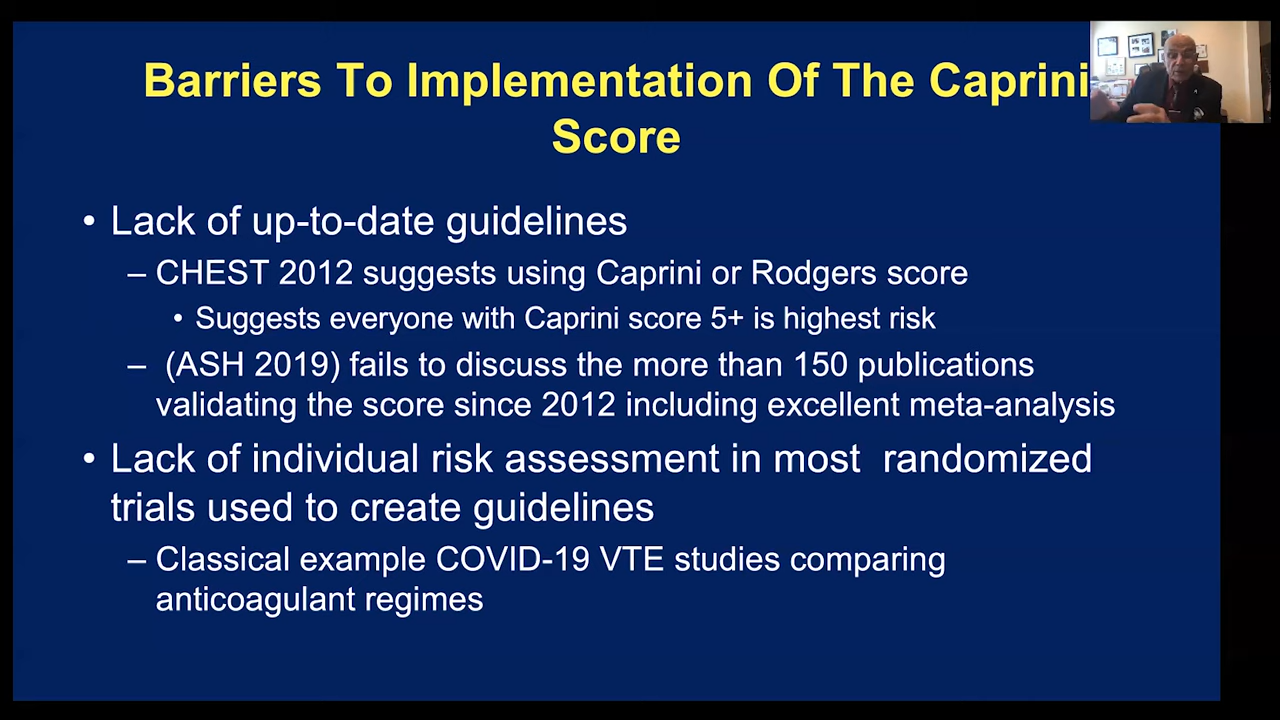 Barriers To Implementation Of The Caprini
Score
• Lack of up-to-date guidelines
– CHEST 2012 suggests using Caprini or Rodgers score
• Suggests everyone with Caprini score 5+ is highest risk
– (ASH 2019) fails to discuss the more than 150 publications
validating the score since 2012 including excellent meta-analysis
• Lack of individual risk assessment in most randomized
trials used to create guidelines
– Classical example COVID-19 VTE studies comparing
anticoagulant regimes